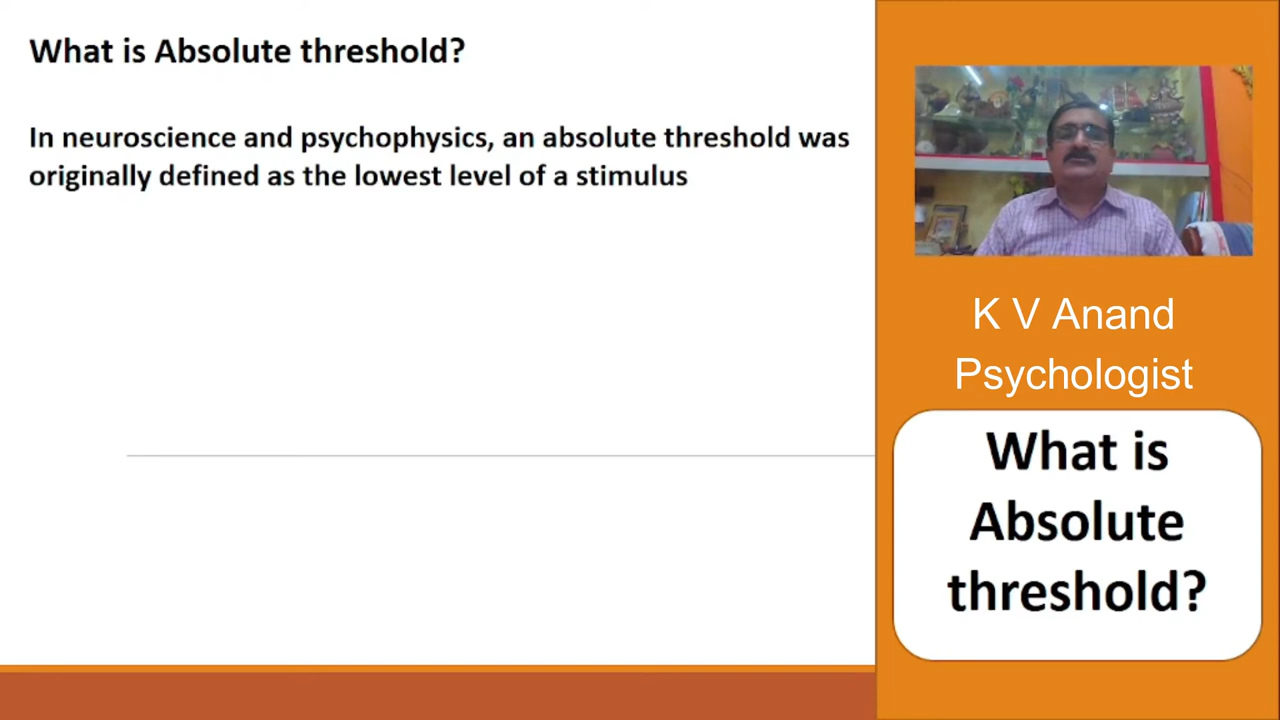 What is Absolute threshold?
In neuroscience and psychophysics, an absolute threshold was
originally defined as the lowest level of a stimulus
K V Anand
Psychologist
What is
Absolute
threshold?